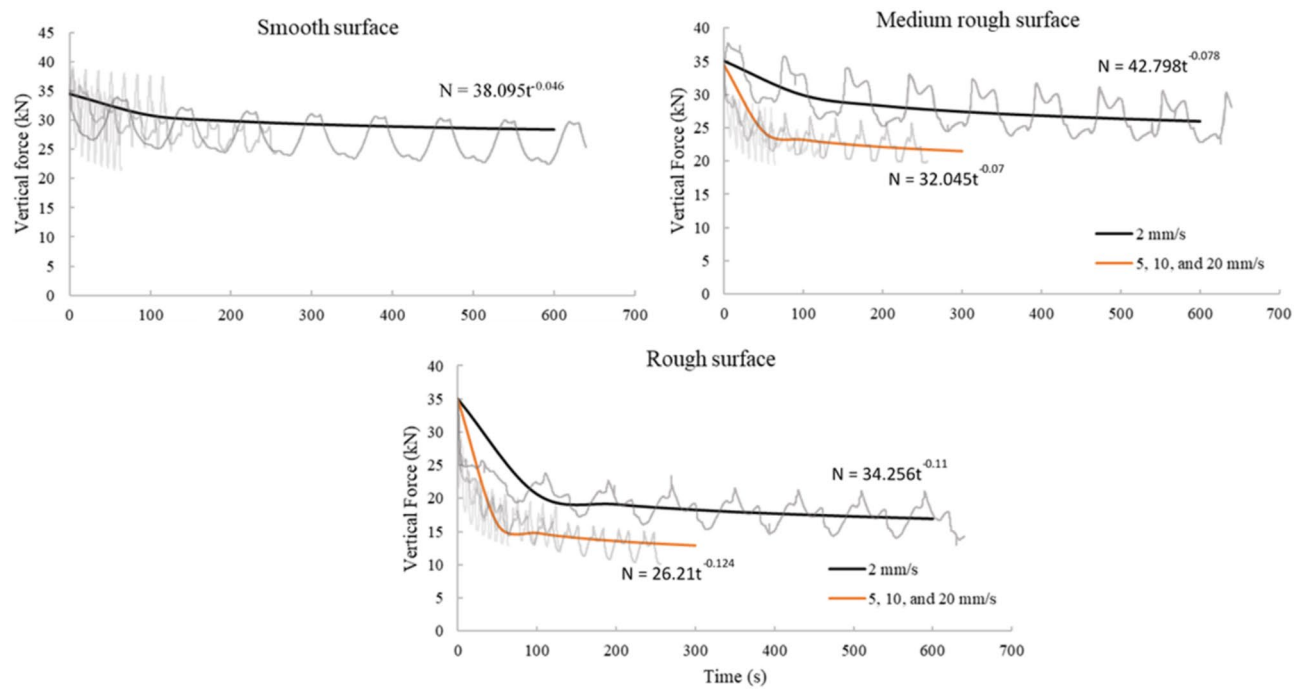 Smooth surface
Vertical force (kN)
45
40
35
30
25
20
15
10
5
0
N = 38.095t^-0.046
0 100 200 300 400 500 600 700
Medium rough surface
Vertical Force (kN)
40
35
30
25
20
15
10
5
0
N = 42.798t^-0.078
N = 32.045t^-0.07
2 mm/s
5, 10, and 20 mm/s
0 100 200 300 400 500 600 700
Rough surface
Vertical Force (kN)
40
35
30
25
20
15
10
5
0
N = 34.256t^-0.11
N = 26.21t^-0.124
2 mm/s
5, 10, and 20 mm/s
0 100 200 300 400 500 600 700
Time (s)